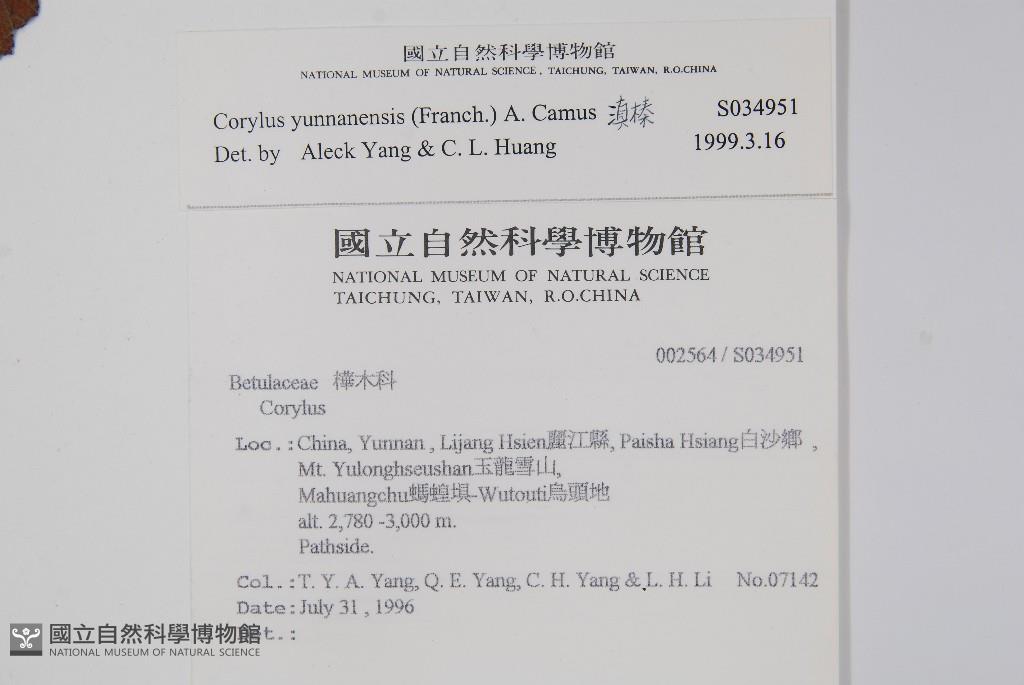 國立自然科學博物館
NATIONAL MUSEUM OF NATURAL SCIENCE, TAICHUNG, TAIWAN, R.O.CHINA
Corylus yunnanensis (Franch.) A. Camus 滇榛 S034951
Det. by Aleck Yang & C. L. Huang 1999.3.16
國立自然科學博物館
NATIONAL MUSEUM OF NATURAL SCIENCE
TAICHUNG, TAIWAN, R.O.CHINA
002564 / S034951
Betulaceae 樺木科
Corylus
Loc.: China, Yunnan , Lijang Hsien麗江縣, Paisha Hsiang白沙鄉 ,
Mt. Yulonghseushan玉龍雪山,
Mahuangchu螞蝗埧-Wutouti烏頭地
alt. 2,780 -3,000 m.
Pathside.
Col.: T. Y. A. Yang, Q. E. Yang, C. H. Yang & L. H. Li No.07142
Date: July 31 , 1996
國立自然科學博物館
NATIONAL MUSEUM OF NATURAL SCIENCE